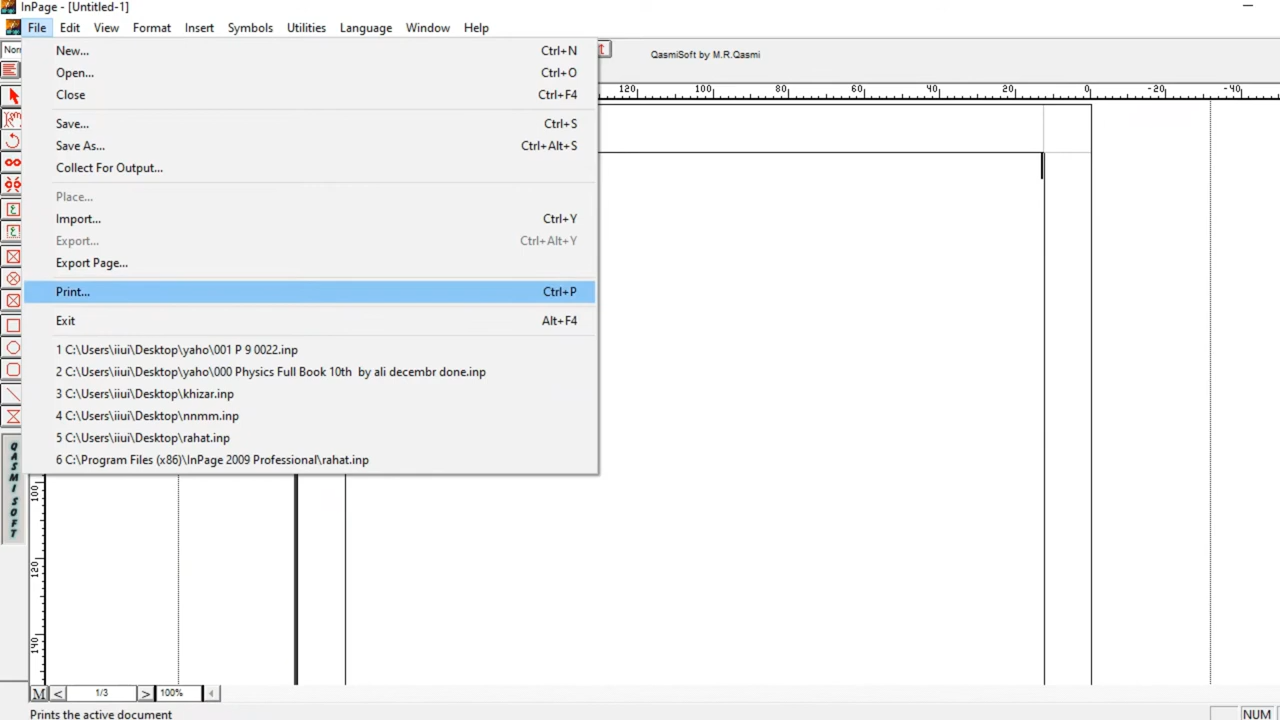 InPage - [Untitled-1]
File Edit View Format Insert Symbols Utilities Language Window Help
New... Ctrl+N
Open... Ctrl+O
Close Ctrl+F4
Save... Ctrl+S
Save As... Ctrl+Alt+S
Collect For Output...
Place...
Import... Ctrl+Y
Export... Ctrl+Alt+Y
Export Page...
Print... Ctrl+P
Exit Alt+F4
1 C:\Users\iiui\Desktop\yaho\001 P 9 0022.inp
2 C:\Users\iiui\Desktop\yaho\000 Physics Full Book 10th by ali decembr done.inp
3 C:\Users\iiui\Desktop\khizar.inp
4 C:\Users\iiui\Desktop\nnmm.inp
5 C:\Users\iiui\Desktop\rahat.inp
6 C:\Program Files (x86)\InPage 2009 Professional\rahat.inp
QasmiSoft by M.R.Qasmi
120 100 80 60 40 20 0 -20 -40
QASMI SOFT
100
120
140
M < 1/3 > 100%
Prints the active document
NUM